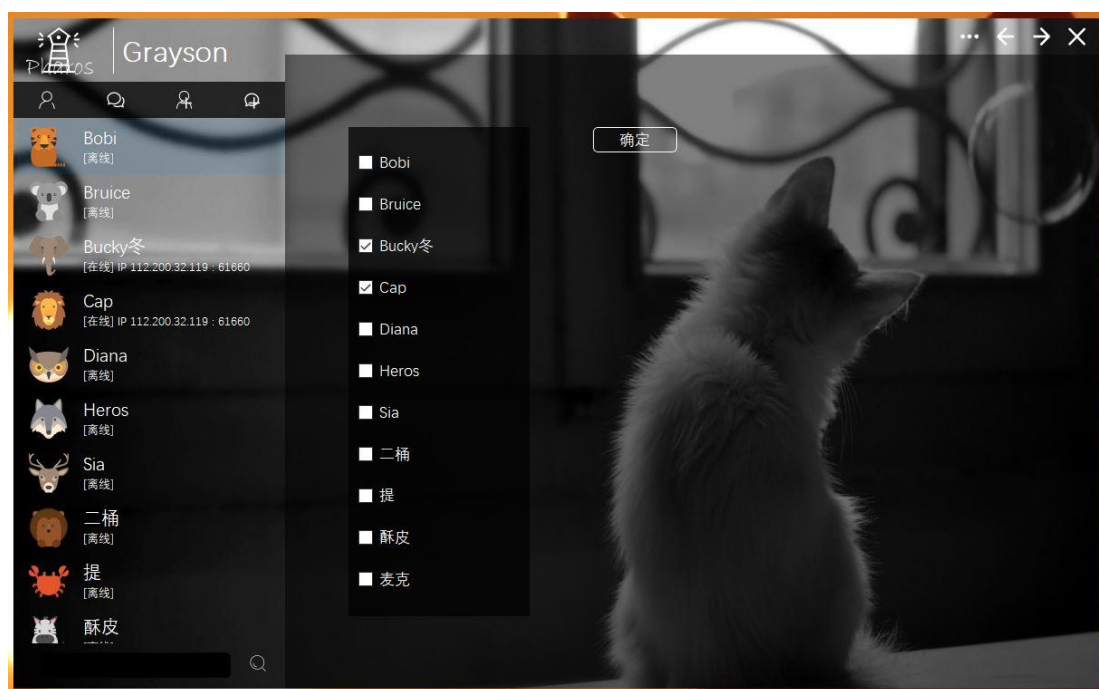 Pharos
Grayson
Bobi
[离线]
Bruice
[离线]
Bucky冬
[在线] IP 112.200.32.119 : 61660
Cap
[在线] IP 112.200.32.119 : 61660
Diana
[离线]
Heros
[离线]
Sia
[离线]
二桶
[离线]
提
[离线]
酥皮
确定
Bobi
Bruice
Bucky冬
Cap
Diana
Heros
Sia
二桶
提
酥皮
麦克